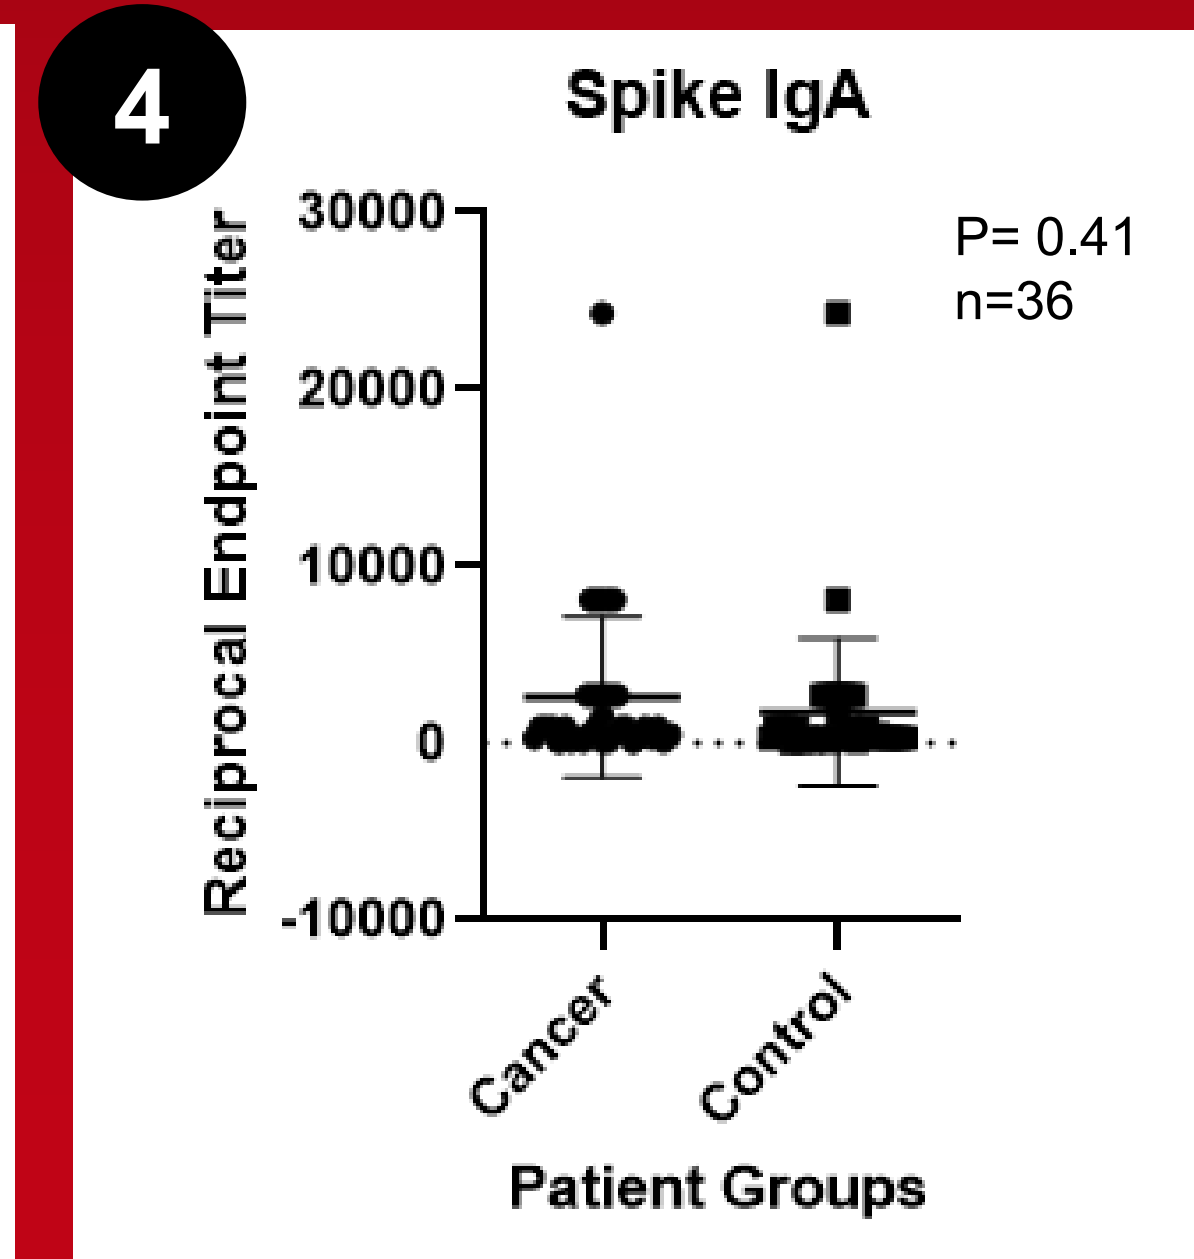 4
Spike IgA
P= 0.41
n=36
Reciprocal Endpoint Titer
30000
20000
10000
0
-10000
Cancer
Control
Patient Groups